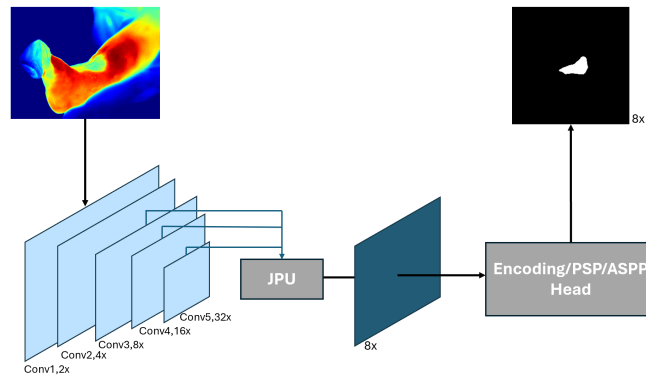 8x
JPU
Encoding/PSP/ASPP
Head
Conv5,32x
Conv4,16x
Conv3,8x
Conv2,4x
Conv1,2x
8x